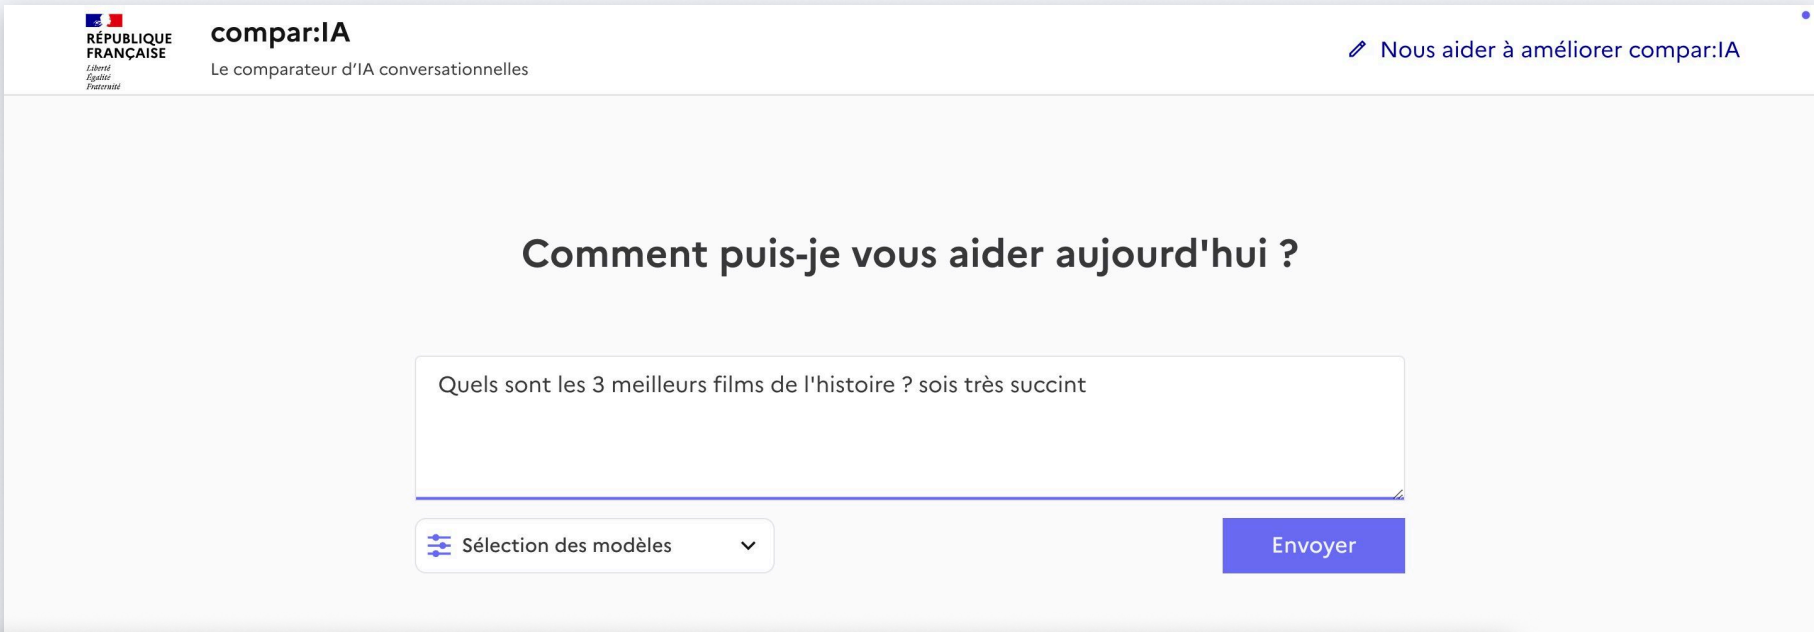 RÉPUBLIQUE
FRANÇAISE
Liberté
Égalité
Fraternité
compar:IA
Le comparateur d’IA conversationnelles
Nous aider à améliorer compar:IA
Comment puis-je vous aider aujourd'hui ?
Quels sont les 3 meilleurs films de l'histoire ? sois très succint
Sélection des modèles
Envoyer